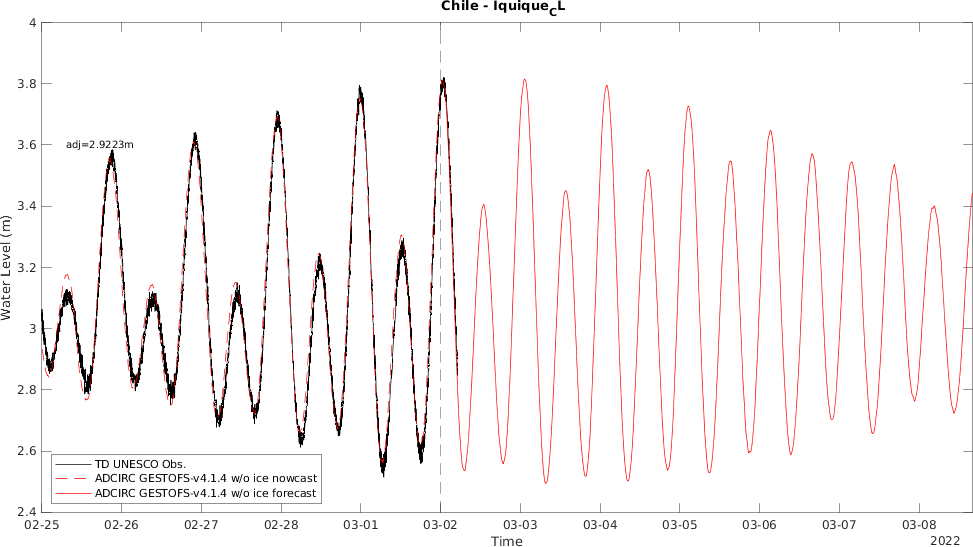 Chile - Iquique_CL
4
3.8
3.6
3.4
3.2
3
2.8
2.6
2.4
Water Level (m)
adj=2.9223m
TD UNESCO Obs.
ADCIRC GESTOFS-v4.1.4 w/o ice nowcast
ADCIRC GESTOFS-v4.1.4 w/o ice forecast
02-25 02-26 02-27 02-28 03-01 03-02 03-03 03-04 03-05 03-06 03-07 03-08
Time
2022